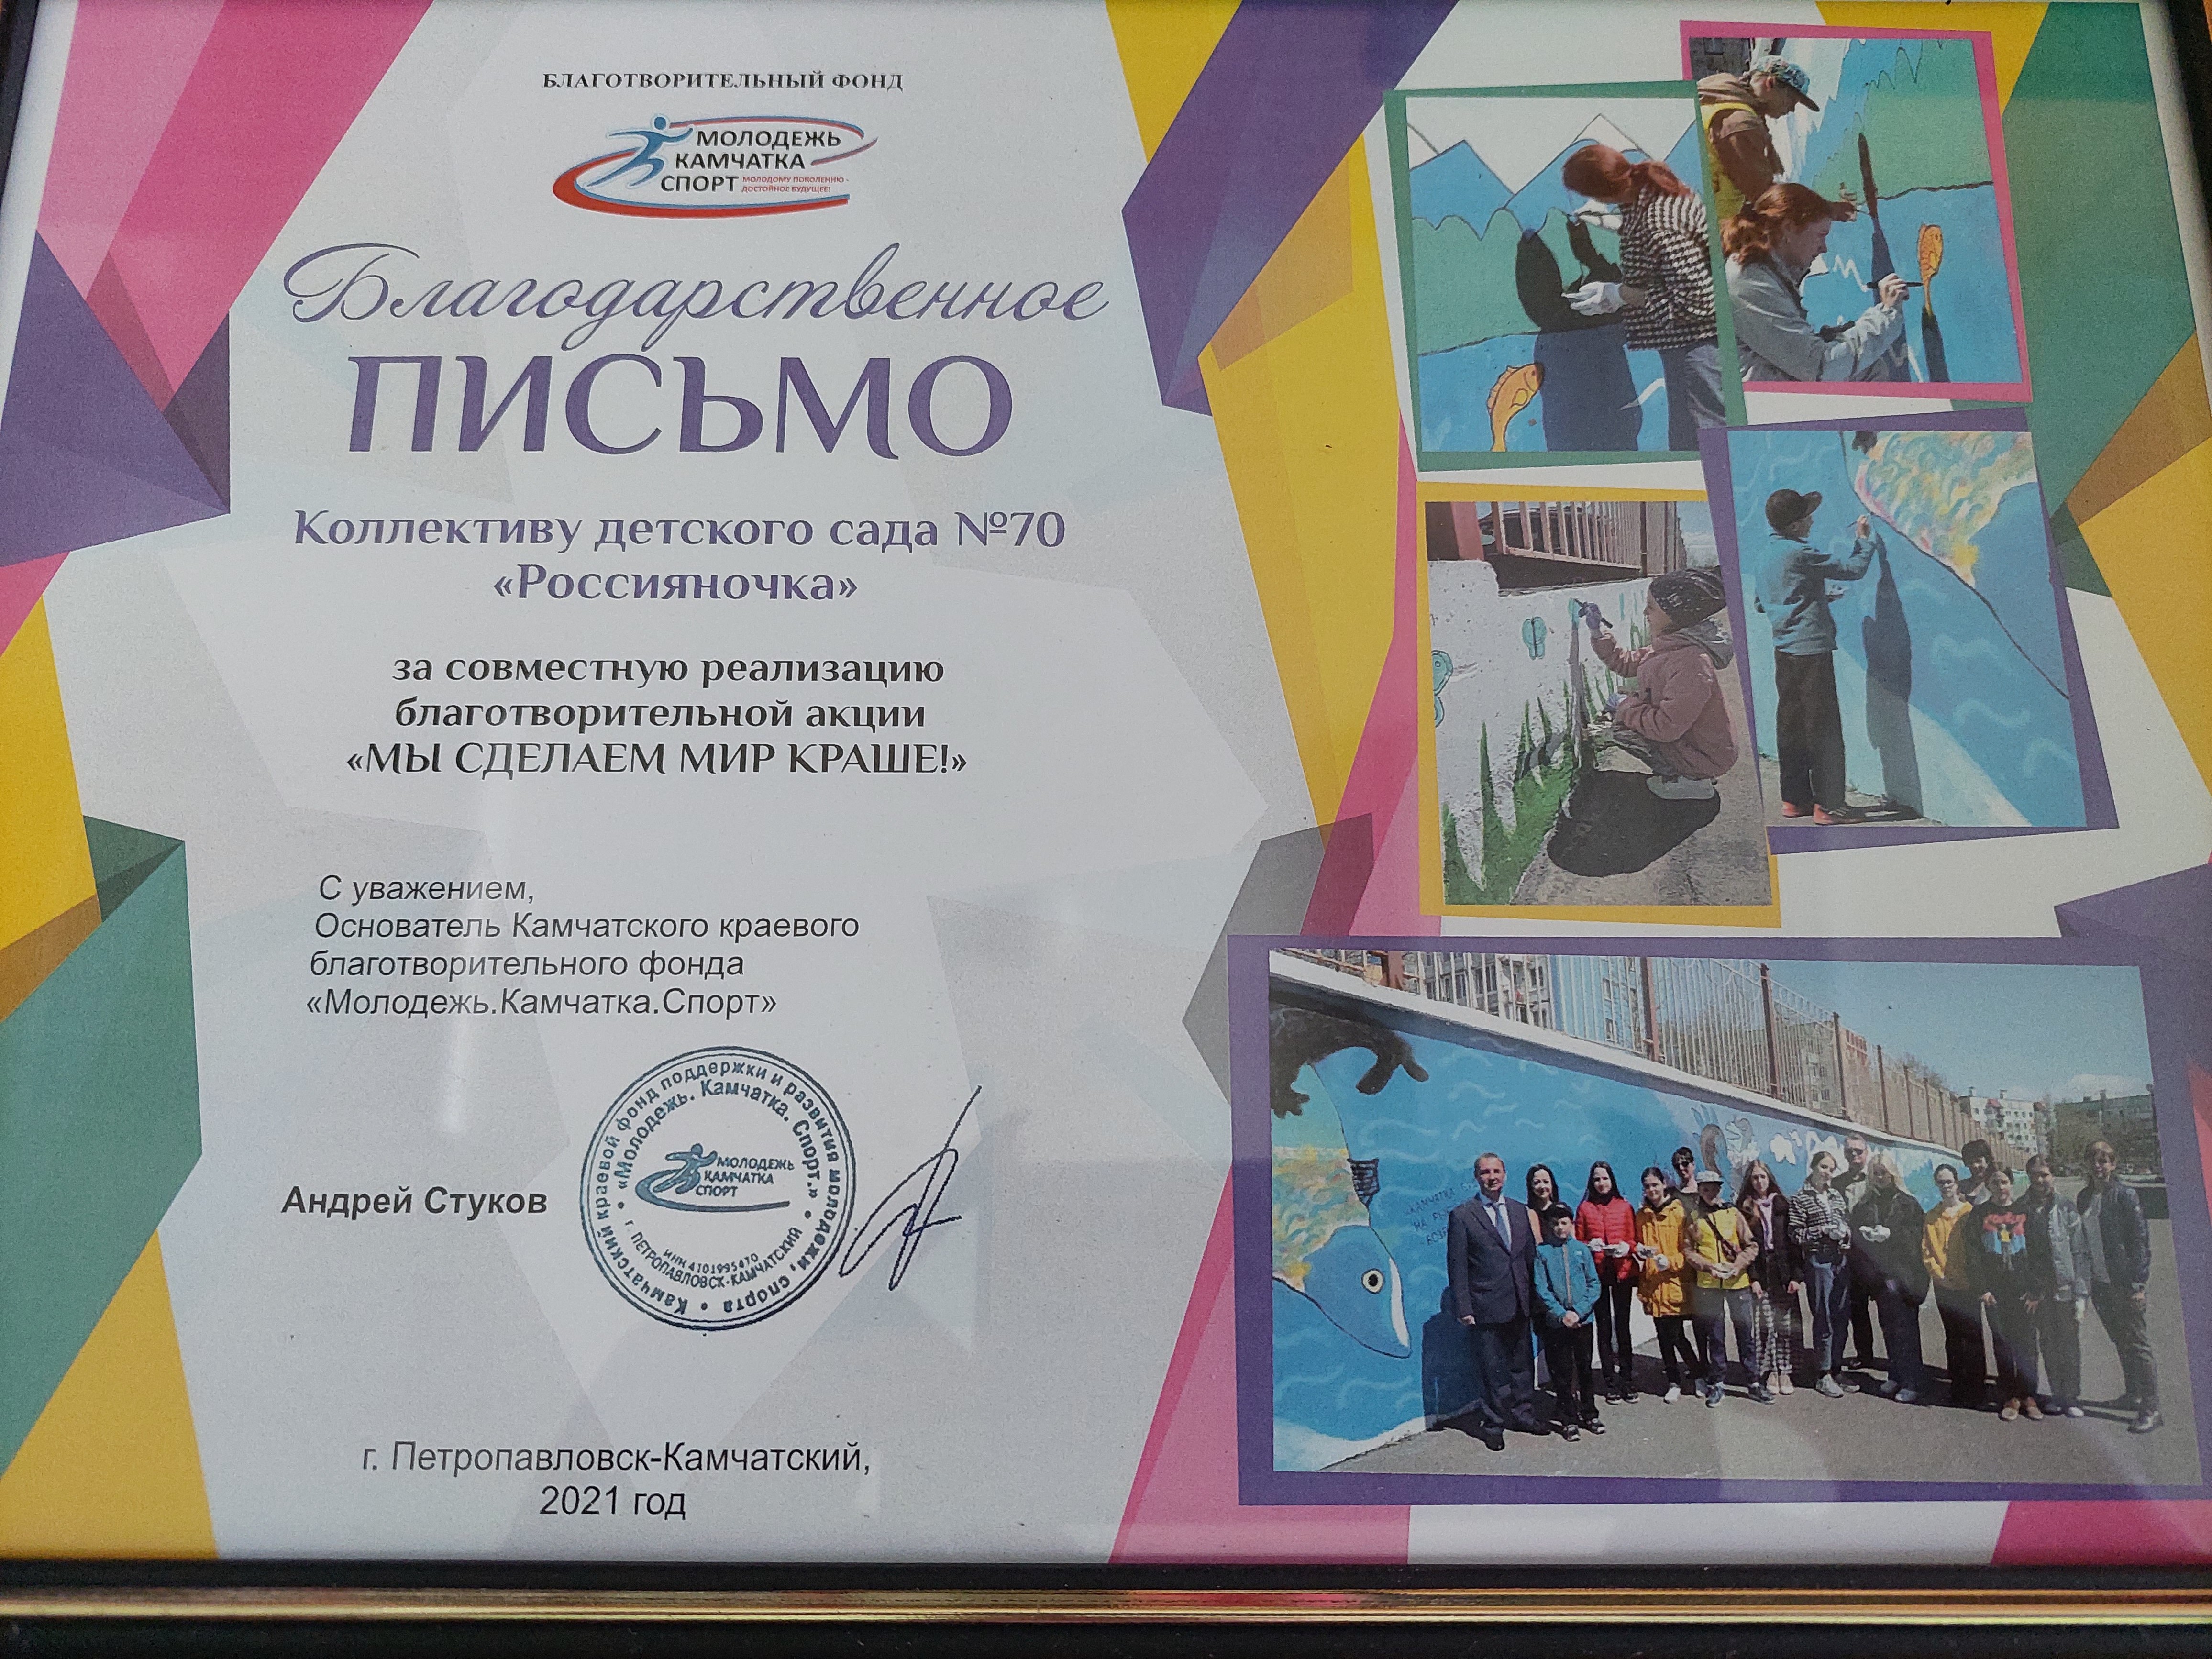 БЛАГОТВОРИТЕЛЬНЫЙ ФОНД
МОЛОДЕЖЬ
КАМЧАТКА
СПОРТ
МОЛОДОМУ ПОКОЛЕНИЮ -
ДОСТОЙНОЕ БУДУЩЕЕ!
Благодарственное
ПИСЬМО
Коллективу детского сада №70
«Россияночка»
за совместную реализацию
благотворительной акции
«МЫ СДЕЛАЕМ МИР КРАШЕ!»
С уважением,
Основатель Камчатского краевого
благотворительного фонда
«Молодежь.Камчатка.Спорт»
Андрей Стуков
Камчатский краевой фонд поддержки и развития молодежи, спорта
«Молодежь. Камчатка. Спорт.»
МОЛОДЕЖЬ
КАМЧАТКА
СПОРТ
ИНН 4101995470
г. ПЕТРОПАВЛОВСК-КАМЧАТСКИЙ
г. Петропавловск-Камчатский,
2021 год